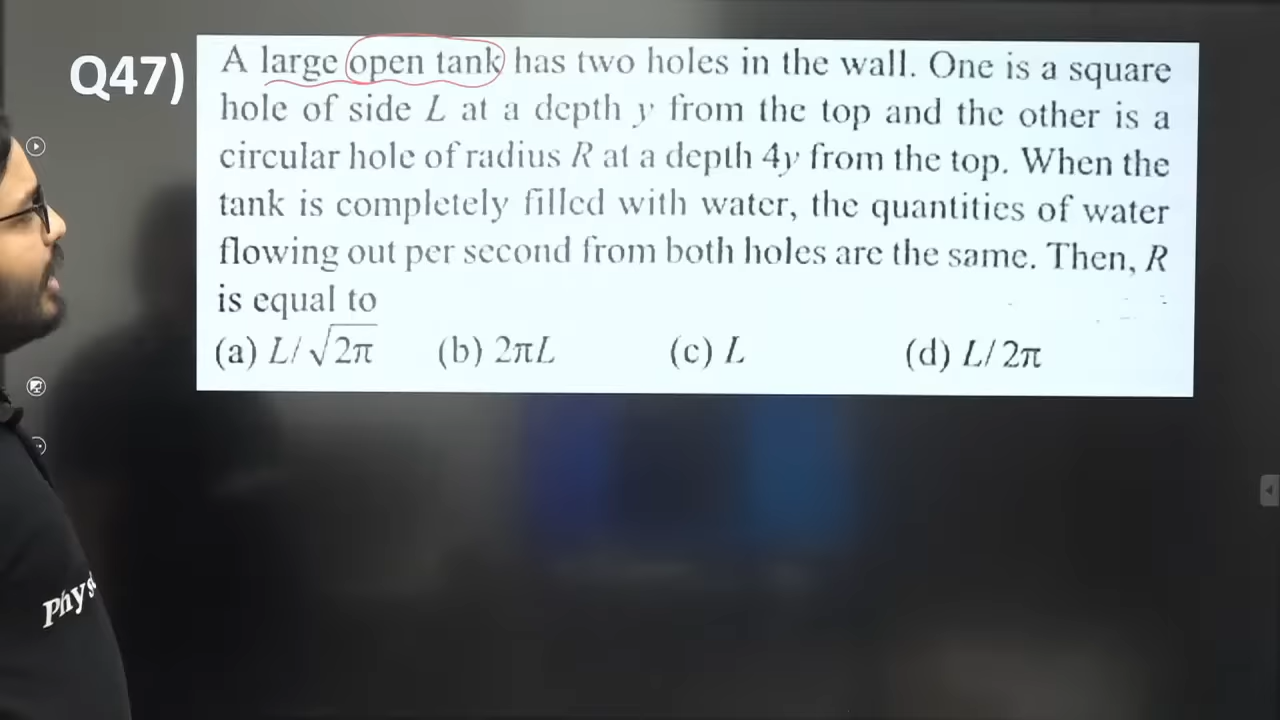 Q47)
A large open tank has two holes in the wall. One is a square
hole of side L at a depth y from the top and the other is a
circular hole of radius R at a depth 4y from the top. When the
tank is completely filled with water, the quantities of water
flowing out per second from both holes are the same. Then, R
is equal to
(a) L/√2π (b) 2πL (c) L (d) L/2π